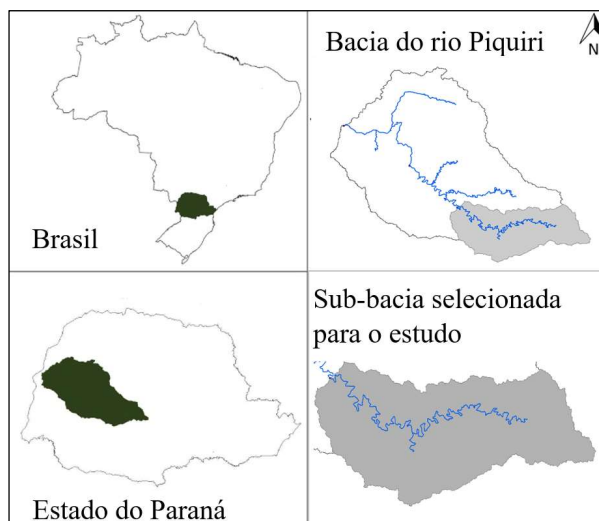 Brasil
Bacia do rio Piquiri
N
Estado do Paraná
Sub-bacia selecionada
para o estudo